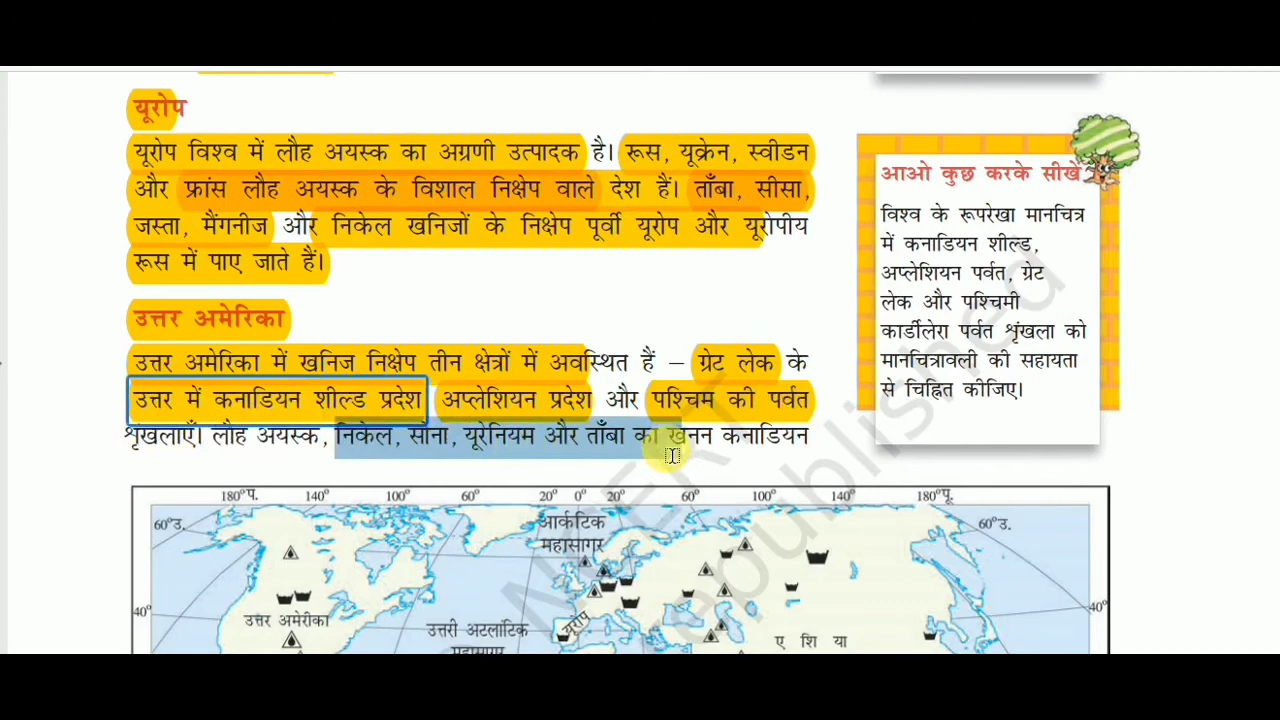 यूरोप
यूरोप विश्व में लौह अयस्क का अग्रणी उत्पादक है। रूस, यूक्रेन, स्वीडन
और फ्रांस लौह अयस्क के विशाल निक्षेप वाले देश हैं। ताँबा, सीसा,
जस्ता, मैंगनीज और निकेल खनिजों के निक्षेप पूर्वी यूरोप और यूरोपीय
रूस में पाए जाते हैं।
उत्तर अमेरिका
उत्तर अमेरिका में खनिज निक्षेप तीन क्षेत्रों में अवस्थित हैं – ग्रेट लेक के
उत्तर में कनाडियन शील्ड प्रदेश अप्लेशियन प्रदेश और पश्चिम की पर्वत
शृंखलाएँ। लौह अयस्क, निकेल, सोना, यूरेनियम और ताँबा का खनन कनाडियन
आओ कुछ करके सीखें
विश्व के रूपरेखा मानचित्र
में कनाडियन शील्ड,
अप्लेशियन पर्वत, ग्रेट
लेक और पश्चिमी
कार्डीलेरा पर्वत शृंखला को
मानचित्रावली की सहायता
से चिह्नित कीजिए।
180°प. 140° 100° 60° 20° 0° 20° 60° 100° 140° 180°पू.
60°उ. आर्कटिक 60°उ.
महासागर
40° 40°
उत्तर अमेरीका
यूरोप
उत्तरी अटलांटिक
महासागर
ए शि या
NCERT
republished